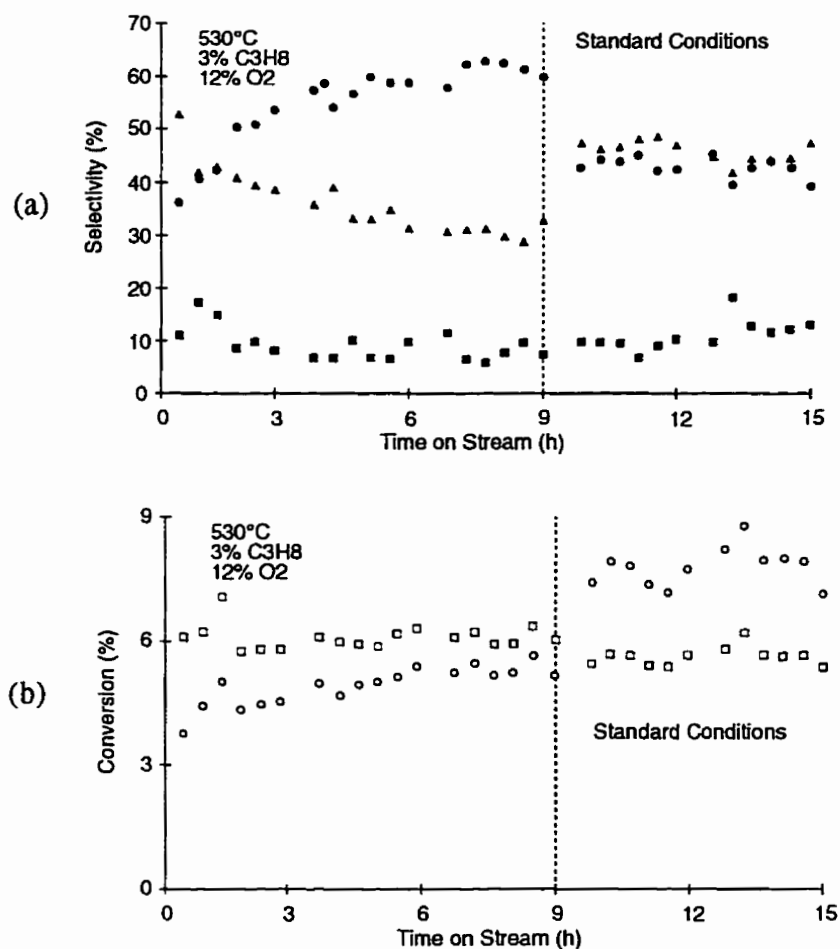 (a)
Selectivity (%)
70
60
50
40
30
20
10
0
530°C
3% C3H8
12% O2
Standard Conditions
0 3 6 9 12 15
Time on Stream (h)
(b)
Conversion (%)
9
6
3
0
530°C
3% C3H8
12% O2
Standard Conditions
0 3 6 9 12 15
Time on Stream (h)